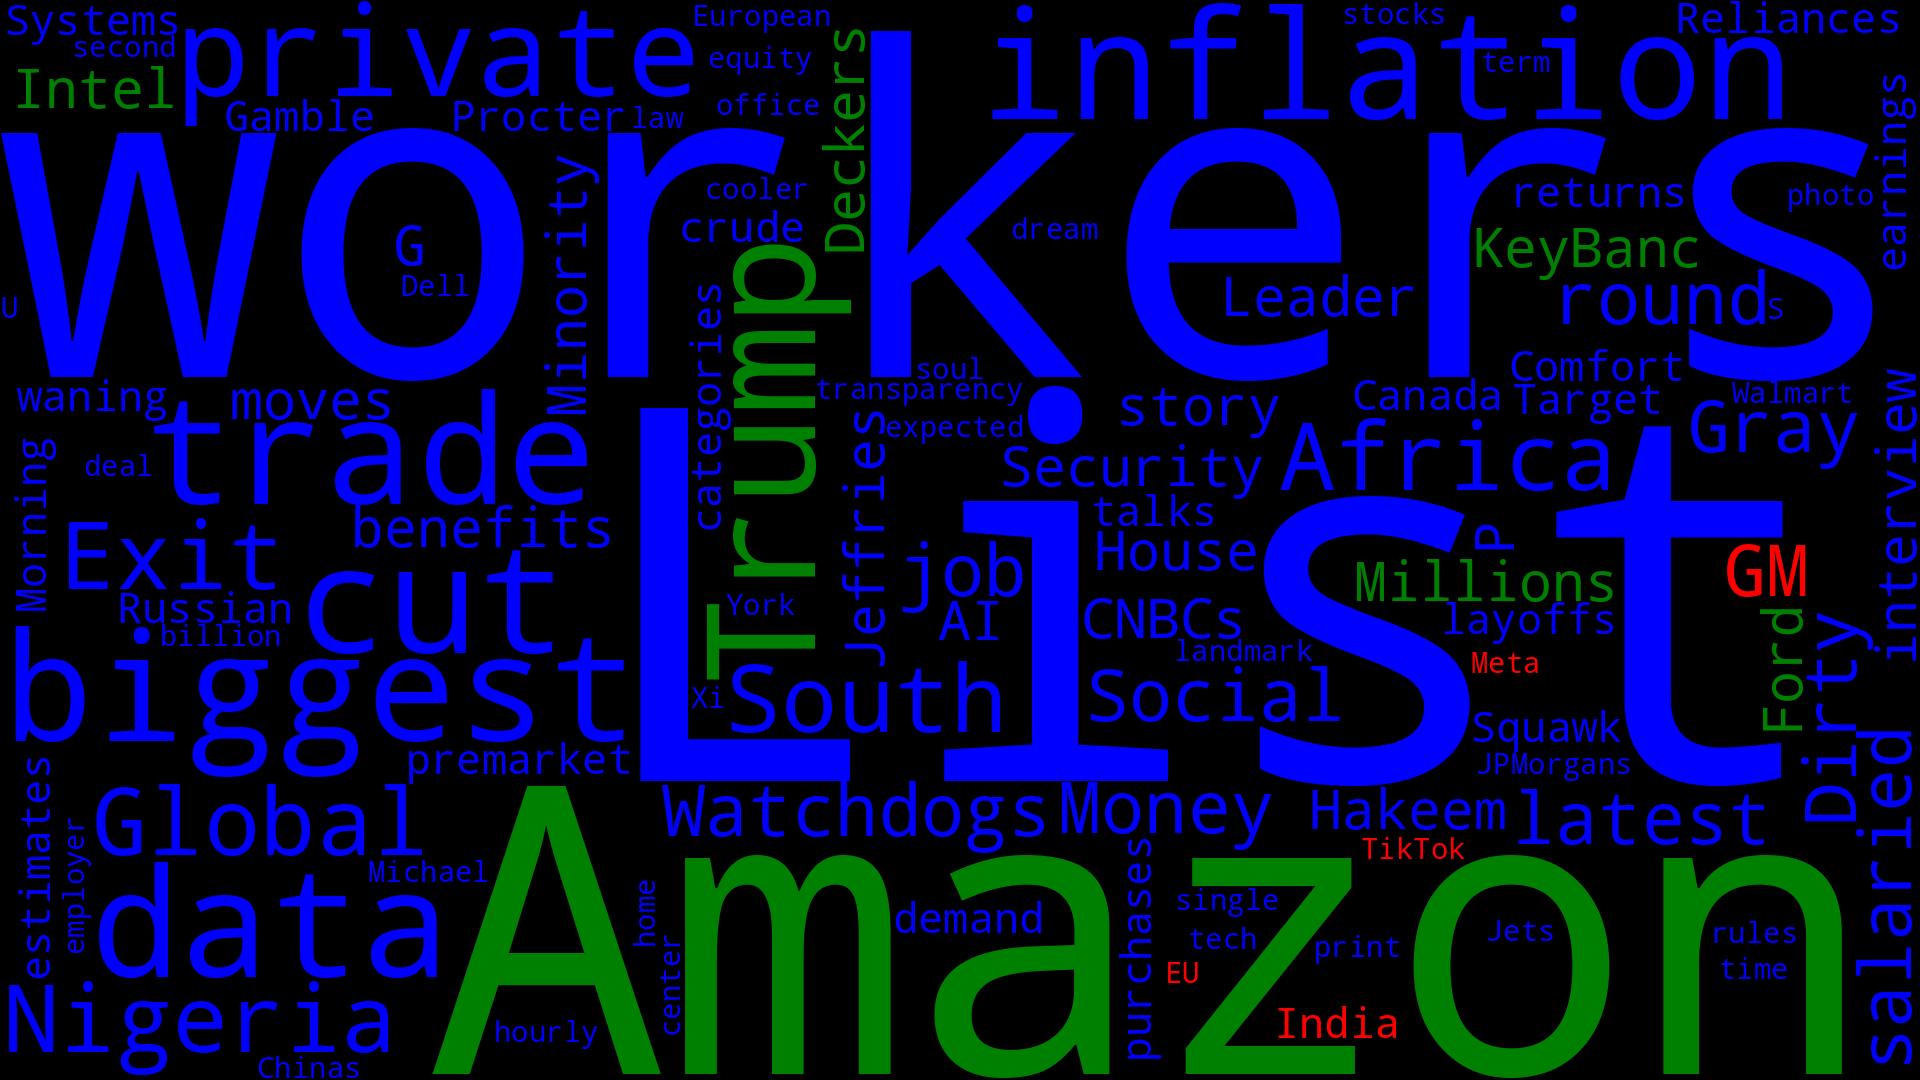 Systems
second
private
European
equity
office
inflation
stocks
term
Reliances
Intel
Gamble
Procter
law
Deckers
earnings
workers
cooler
crude
dream
returns
photo
G
Dell
U
Minority
KeyBanc
Leader
round
S
categories
Trump
soul
transparency
expected
Comfort
waning
moves
story
Canada
Target
Walmart
Gray
trade
deal
Morning
Jeffries
Security
Africa
interview
List
Exit
benefits
talks
House
P
job
AI
CNBCs
Millions
GM
Russian
billion
cut
York
layoffs
landmark
Meta
Ford
Dirty
biggest
Xi
South
Social
Squawk
JPMorgans
premarket
salaried
estimates
Global
Watchdogs
Money
Hakeem
latest
employer
Michael
TikTok
data
Amazon
home
center
demand
purchases
single
tech
print
EU
Jets
rules
time
Nigeria
hourly
India
Chinas